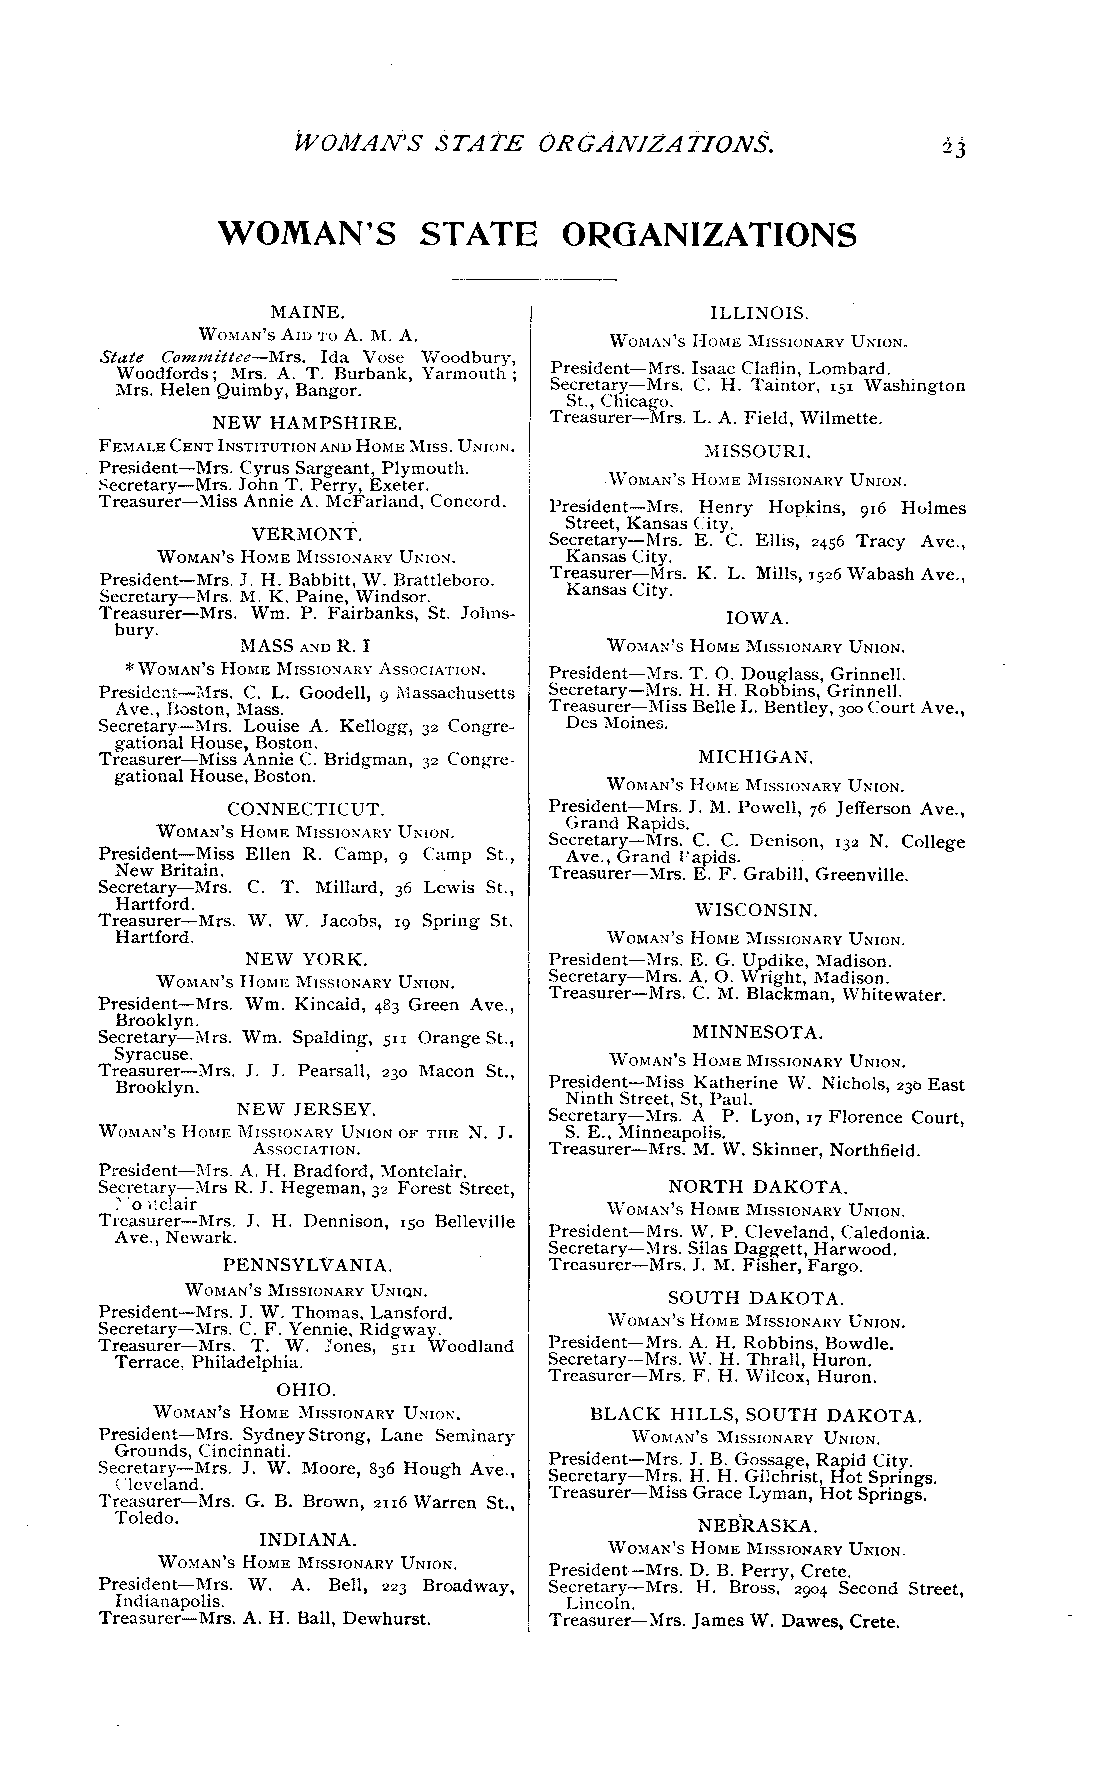 WOMAN'S STATE ORGANIZATIONS. 23
WOMAN'S STATE ORGANIZATIONS
MAINE.
WOMAN'S AID TO A. M. A.
State Committee—Mrs. Ida Vose Woodbury,
Woodfords; Mrs. A. T. Burbank, Yarmouth;
Mrs. Helen Quimby, Bangor.
NEW HAMPSHIRE.
FEMALE CENT INSTITUTION AND HOME MISS. UNION.
President—Mrs. Cyrus Sargeant, Plymouth.
Secretary—Mrs. John T. Perry, Exeter.
Treasurer—Miss Annie A. McFarland, Concord.
VERMONT.
WOMAN'S HOME MISSIONARY UNION.
President—Mrs. J. H. Babbitt, W. Brattleboro.
Secretary—Mrs. M. K. Paine, Windsor.
Treasurer—Mrs. Wm. P. Fairbanks, St. Johns-
bury.
MASS AND R. I
*WOMAN'S HOME MISSIONARY ASSOCIATION.
President—Mrs. C. L. Goodell, 9 Massachusetts
Ave., Boston, Mass.
Secretary—Mrs. Louise A. Kellogg, 32 Congre-
gational House, Boston.
Treasurer—Miss Annie C. Bridgman, 32 Congre-
gational House, Boston.
CONNECTICUT.
WOMAN'S HOME MISSIONARY UNION.
President—Miss Ellen R. Camp, 9 Camp St.,
New Britain.
Secretary—Mrs. C. T. Millard, 36 Lewis St.,
Hartford.
Treasurer—Mrs. W. W. Jacobs, 19 Spring St.
Hartford.
NEW YORK.
WOMAN'S HOME MISSIONARY UNION.
President—Mrs. Wm. Kincaid, 483 Green Ave.,
Brooklyn.
Secretary—Mrs. Wm. Spalding, 511 Orange St.,
Syracuse.
Treasurer—Mrs. J. J. Pearsall, 230 Macon St.,
Brooklyn.
NEW JERSEY.
WOMAN'S HOME MISSIONARY UNION OF THE N. J.
ASSOCIATION.
President—Mrs. A. H. Bradford, Montclair.
Secretary—Mrs R. J. Hegeman, 32 Forest Street,
Montclair
Treasurer—Mrs. J. H. Dennison, 150 Belleville
Ave., Newark.
PENNSYLVANIA.
WOMAN'S MISSIONARY UNION.
President—Mrs. J. W. Thomas, Lansford.
Secretary—Mrs. C. F. Yennie, Ridgway.
Treasurer—Mrs. T. W. Jones, 511 Woodland
Terrace, Philadelphia.
OHIO.
WOMAN'S HOME MISSIONARY UNION.
President—Mrs. Sydney Strong, Lane Seminary
Grounds, Cincinnati.
Secretary—Mrs. J. W. Moore, 836 Hough Ave.,
Cleveland.
Treasurer—Mrs. G. B. Brown, 2116 Warren St.,
Toledo.
INDIANA.
WOMAN'S HOME MISSIONARY UNION.
President—Mrs. W. A. Bell, 223 Broadway,
Indianapolis.
Treasurer—Mrs. A. H. Ball, Dewhurst.
ILLINOIS.
WOMAN'S HOME MISSIONARY UNION.
President—Mrs. Isaac Claflin, Lombard.
Secretary—Mrs. C. H. Taintor, 151 Washington
St., Chicago.
Treasurer—Mrs. L. A. Field, Wilmette.
MISSOURI.
WOMAN'S HOME MISSIONARY UNION.
President—Mrs. Henry Hopkins, 916 Holmes
Street, Kansas City.
Secretary—Mrs. E. C. Ellis, 2456 Tracy Ave.,
Kansas City.
Treasurer—Mrs. K. L. Mills, 1526 Wabash Ave.,
Kansas City.
IOWA.
WOMAN'S HOME MISSIONARY UNION.
President—Mrs. T. O. Douglass, Grinnell.
Secretary—Mrs. H. H. Robbins, Grinnell.
Treasurer—Miss Belle L. Bentley, 300 Court Ave.,
Des Moines.
MICHIGAN.
WOMAN'S HOME MISSIONARY UNION.
President—Mrs. J. M. Powell, 76 Jefferson Ave.,
Grand Rapids.
Secretary—Mrs. C. C. Denison, 132 N. College
Ave., Grand Rapids.
Treasurer—Mrs. E. F. Grabill, Greenville.
WISCONSIN.
WOMAN'S HOME MISSIONARY UNION.
President—Mrs. E. G. Updike, Madison.
Secretary—Mrs. A. O. Wright, Madison.
Treasurer—Mrs. C. M. Blackman, Whitewater.
MINNESOTA.
WOMAN'S HOME MISSIONARY UNION.
President—Miss Katherine W. Nichols, 230 East
Ninth Street, St, Paul.
Secretary—Mrs. A P. Lyon, 17 Florence Court,
S. E., Minneapolis.
Treasurer—Mrs. M. W. Skinner, Northfield.
NORTH DAKOTA.
WOMAN'S HOME MISSIONARY UNION.
President—Mrs. W. P. Cleveland, Caledonia.
Secretary—Mrs. Silas Daggett, Harwood.
Treasurer—Mrs. J. M. Fisher, Fargo.
SOUTH DAKOTA.
WOMAN'S HOME MISSIONARY UNION.
President—Mrs. A. H. Robbins, Bowdle.
Secretary—Mrs. W. H. Thrall, Huron.
Treasurer—Mrs. F. H. Wilcox, Huron.
BLACK HILLS, SOUTH DAKOTA.
WOMAN'S MISSIONARY UNION.
President—Mrs. J. B. Gossage, Rapid City.
Secretary—Mrs. H. H. Gilchrist, Hot Springs.
Treasurer—Miss Grace Lyman, Hot Springs.
NEBRASKA.
WOMAN'S HOME MISSIONARY UNION.
President—Mrs. D. B. Perry, Crete.
Secretary—Mrs. H. Bross, 2904 Second Street,
Lincoln.
Treasurer—Mrs. James W. Dawes, Crete.